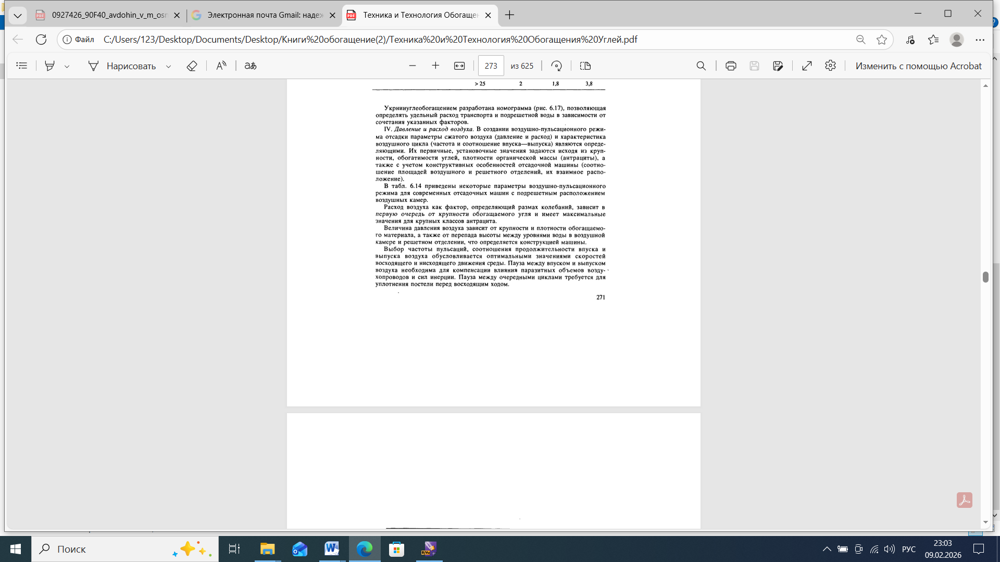 0927426_90F40_avdohin_v_m_osn
Электронная почта Gmail: надеж
Техника и Технология Обогащен
Файл
C:/Users/123/Desktop/Documents/Desktop/Книги%20обогащение(2)/Техника%20и%20Технология%20Обогащения%20Углей.pdf
Нарисовать
aあ
273 из 625
Изменить с помощью Acrobat
> 25 2 1,8 3,8
Укрнииуглеобогащением разработана номограмма (рис. 6.17), позволяющая
определять удельный расход транспорта и подрешетной воды в зависимости от
сочетания указанных факторов.
IV. Давление и расход воздуха. В создании воздушно-пульсационного режи-
ма отсадки параметры сжатого воздуха (давление и расход) и характеристика
воздушного цикла (частота и соотношение впуска—выпуска) являются опреде-
ляющими. Их первичные, установочные значения задаются исходя из круп-
ности, обогатимости углей, плотности органической массы (антрациты), а
также с учетом конструктивных особенностей отсадочной машины (соотно-
шение площадей воздушного и решетного отделений, их взаимное распо-
ложение).
В табл. 6.14 приведены некоторые параметры воздушно-пульсационного
режима для современных отсадочных машин с подрешетным расположением
воздушных камер.
Расход воздуха как фактор, определяющий размах колебаний, зависит в
первую очередь от крупности обогащаемого угля и имеет максимальные
значения для крупных классов антрацита.
Величина давления воздуха зависит от крупности и плотности обогащаемо-
го материала, а также от перепада высоты между уровнями воды в воздушной
камере и решетном отделении, что определяется конструкцией машины.
Выбор частоты пульсаций, соотношения продолжительности впуска и
выпуска воздуха обусловливается оптимальными значениями скоростей
восходящего и нисходящего движения среды. Пауза между впуском и выпуском
воздуха необходима для компенсации влияния паразитных объемов возду-
хопроводов и сил инерции. Пауза между очередными циклами требуется для
уплотнения постели перед восходящим ходом.
271
Поиск
РУС
23:03
09.02.2026